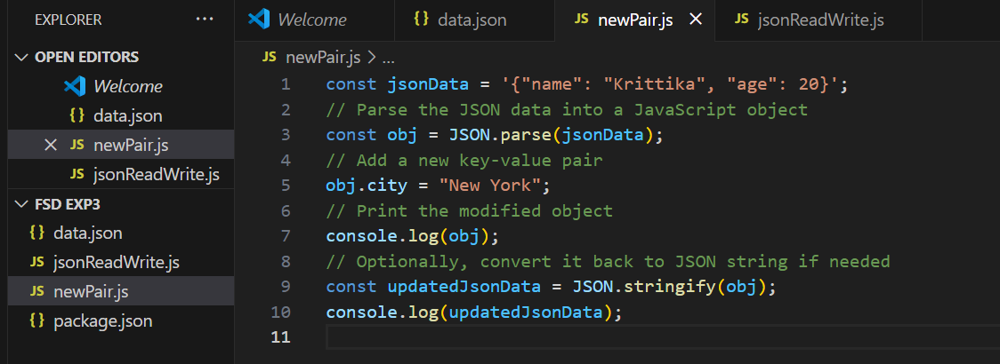 EXPLORER
OPEN EDITORS
Welcome
{} data.json
JS newPair.js
JS jsonReadWrite.js
FSD EXP3
{} data.json
JS jsonReadWrite.js
JS newPair.js
{} package.json
Welcome {} data.json JS newPair.js JS jsonReadWrite.js
JS newPair.js > ...
1 const jsonData = '{"name": "Krittika", "age": 20}';
2 // Parse the JSON data into a JavaScript object
3 const obj = JSON.parse(jsonData);
4 // Add a new key-value pair
5 obj.city = "New York";
6 // Print the modified object
7 console.log(obj);
8 // Optionally, convert it back to JSON string if needed
9 const updatedJsonData = JSON.stringify(obj);
10 console.log(updatedJsonData);
11